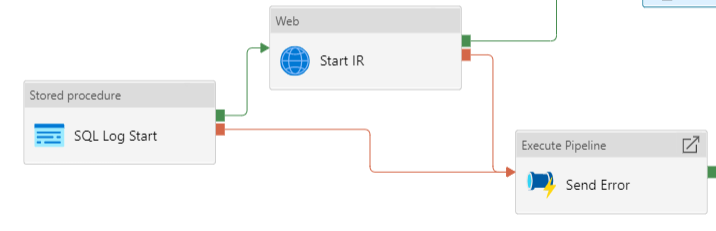 Web
Start IR
Stored procedure
SQL Log Start
Execute Pipeline
Send Error